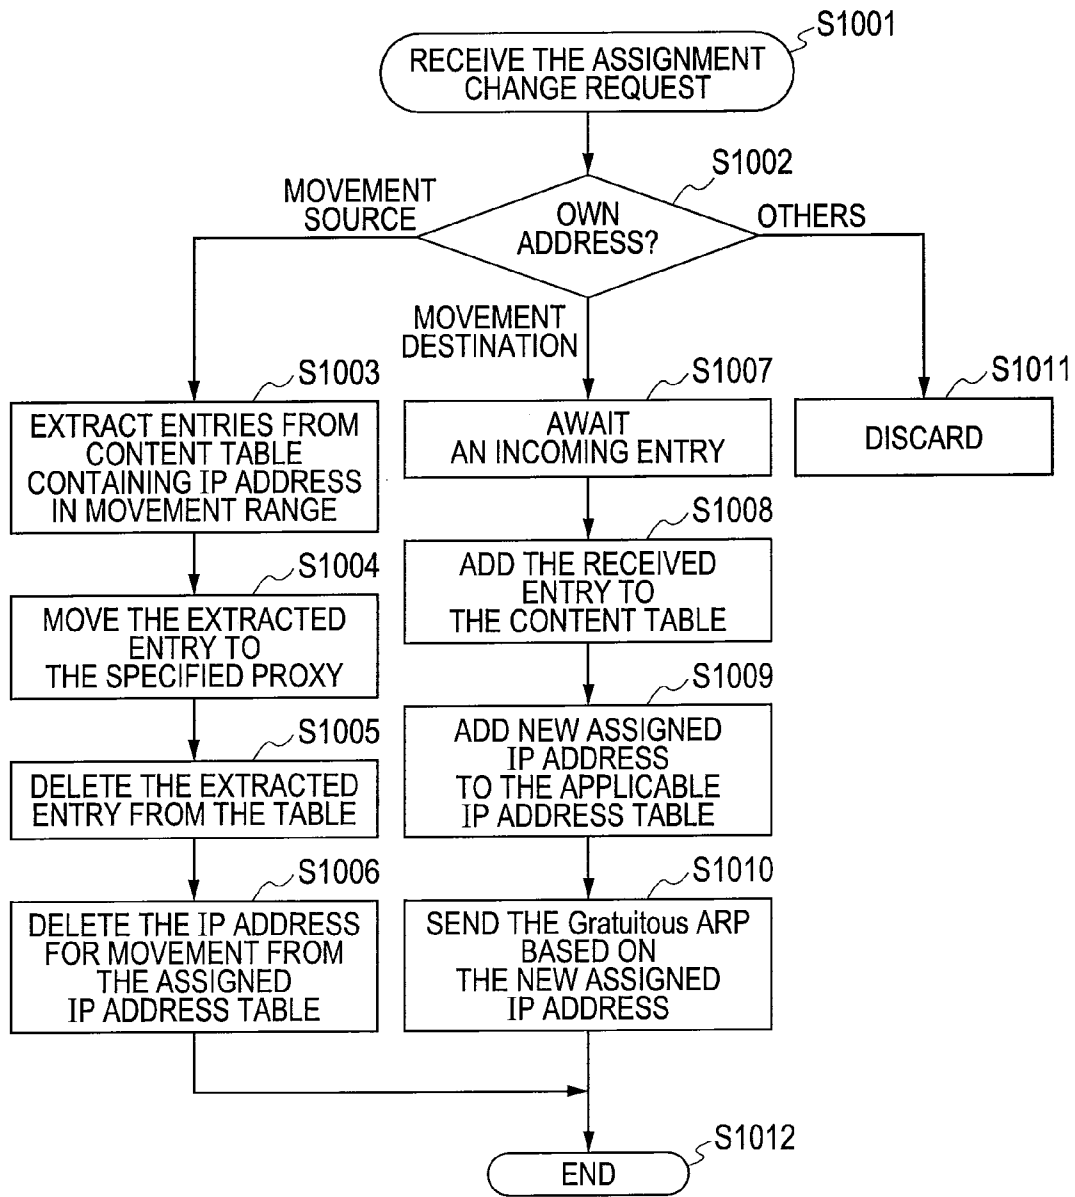 S1001
RECEIVE THE ASSIGNMENT
CHANGE REQUEST
S1002
OWN
ADDRESS?
MOVEMENT
SOURCE
OTHERS
MOVEMENT
DESTINATION
S1003
EXTRACT ENTRIES FROM
CONTENT TABLE
CONTAINING IP ADDRESS
IN MOVEMENT RANGE
S1004
MOVE THE EXTRACTED
ENTRY TO
THE SPECIFIED PROXY
S1005
DELETE THE EXTRACTED
ENTRY FROM THE TABLE
S1006
DELETE THE IP ADDRESS
FOR MOVEMENT FROM
THE ASSIGNED
IP ADDRESS TABLE
S1007
AWAIT
AN INCOMING ENTRY
S1008
ADD THE RECEIVED
ENTRY TO
THE CONTENT TABLE
S1009
ADD NEW ASSIGNED
IP ADDRESS
TO THE APPLICABLE
IP ADDRESS TABLE
S1010
SEND THE Gratuitous ARP
BASED ON
THE NEW ASSIGNED
IP ADDRESS
S1011
DISCARD
S1012
END